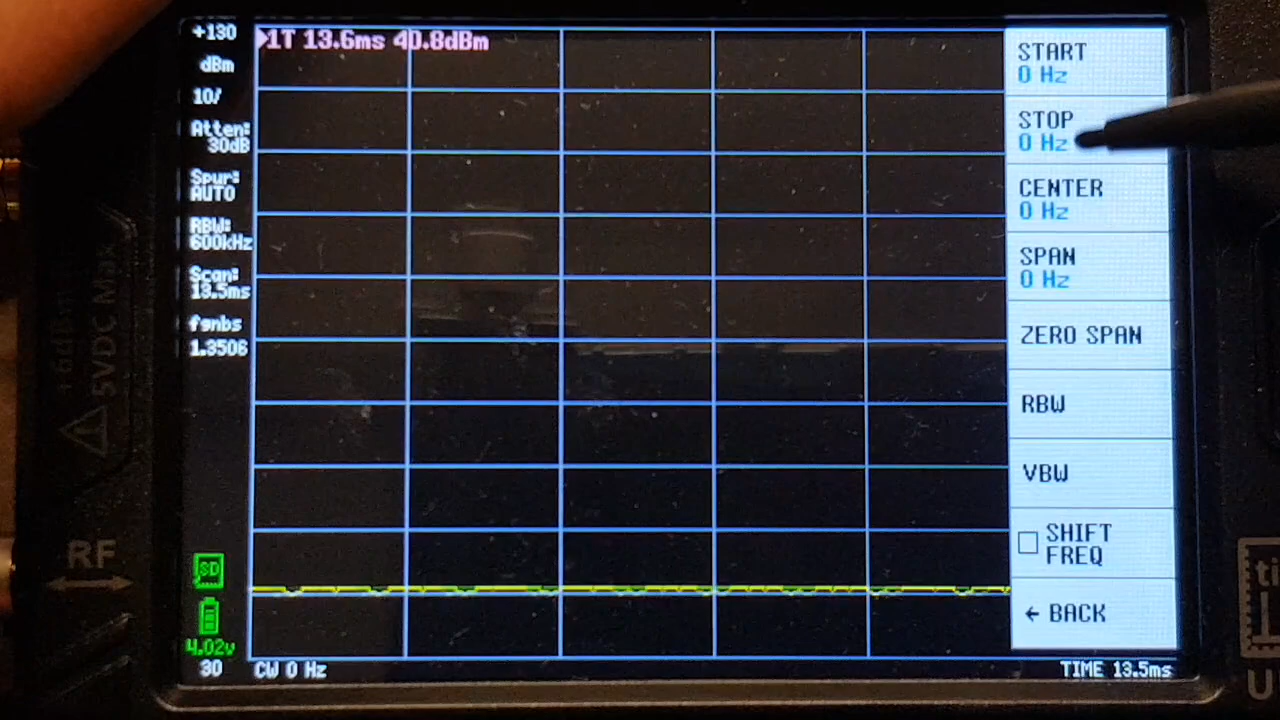 +130
dBm
10/
Atten:
30dB
Spur:
AUTO
RBW:
600kHz
Scan:
13.5ms
fgnbs
1.3506
4.02v
30
1T 13.6ms 40.8dBm
START
0 Hz
STOP
0 Hz
CENTER
0 Hz
SPAN
0 Hz
ZERO SPAN
RBW
VBW
SHIFT
FREQ
← BACK
SD
CW 0 Hz
TIME 13.5ms
5VDC Max
RF
ti
U